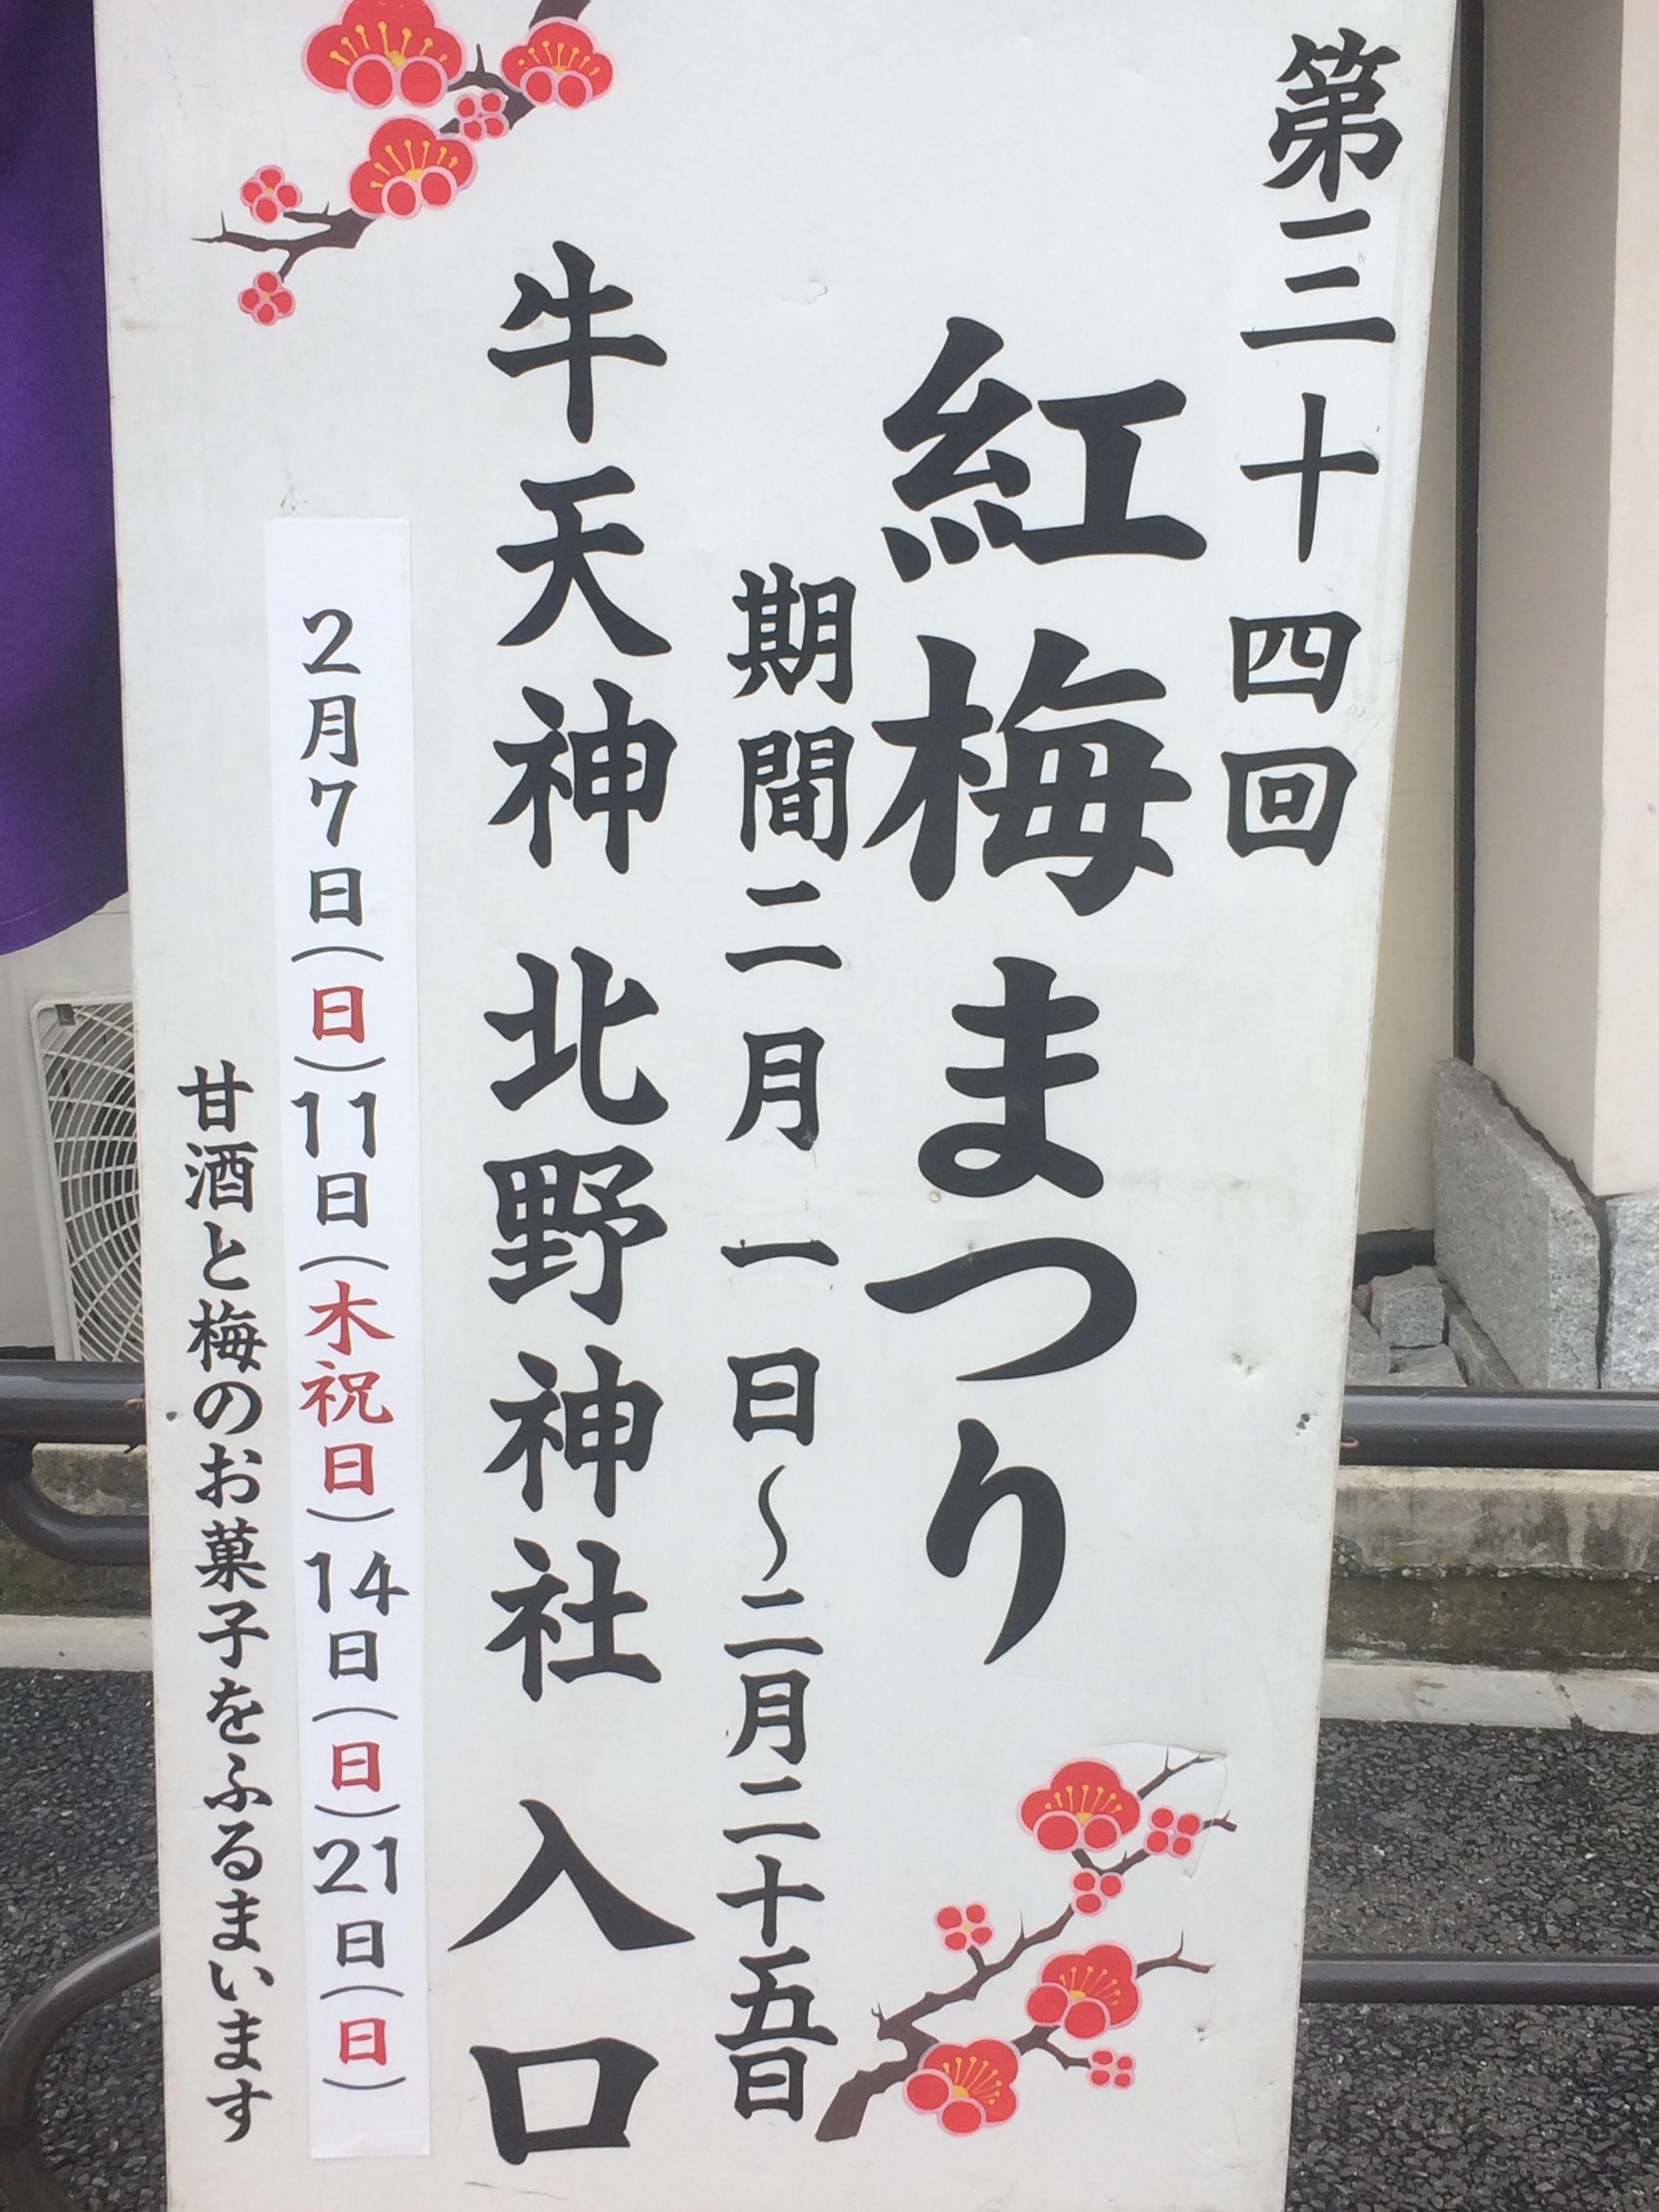 第三十四回
紅梅まつり
期間二月一日～二月二十五日
牛天神 北野神社 入口
2月7日(日)11日(木祝日)14日(日)21日(日)
甘酒と梅のお菓子をふるまいます